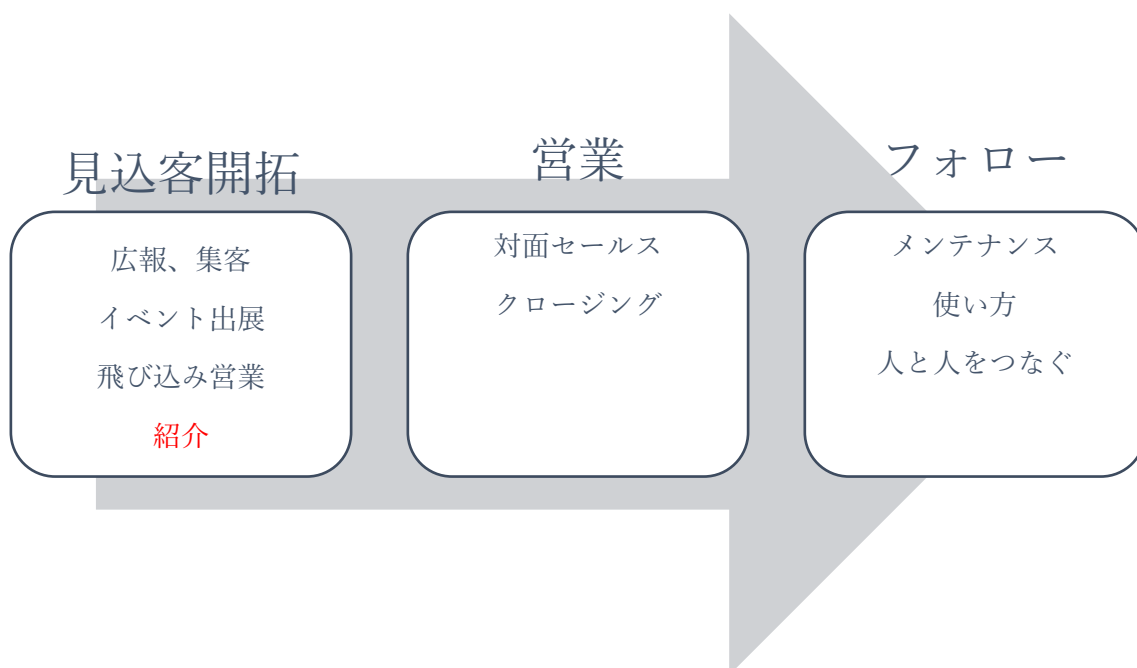 見込客開拓
広報、集客
イベント出展
飛び込み営業
紹介
営業
対面セールス
クロージング
フォロー
メンテナンス
使い方
人と人をつなぐ